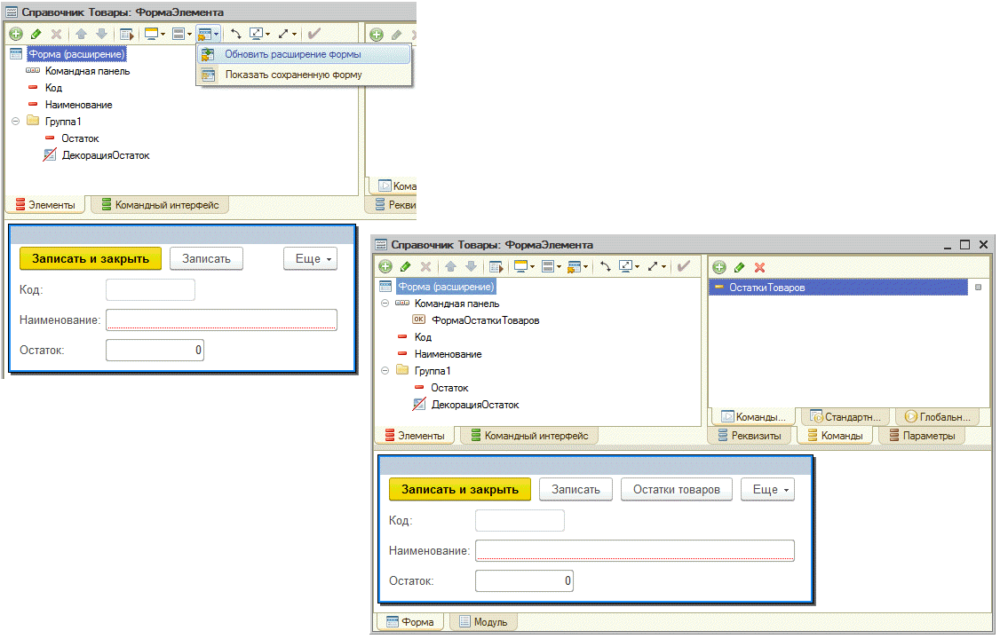 Справочник Товары: ФормаЭлемента
Форма (расширение)
Обновить расширение формы
Командная панель
Показать сохраненную форму
Код
Наименование
Группа1
Остаток
ДекорацияОстаток
Кома
Элементы
Командный интерфейс
Рекви
Записать и закрыть
Записать
Еще
Код:
Наименование:
Остаток:
0
Справочник Товары: ФормаЭлемента
Форма (расширение)
ОстаткиТоваров
Командная панель
OK
ФормаОстаткиТоваров
Код
Наименование
Группа1
Остаток
ДекорацияОстаток
Команды...
Стандартн...
Глобальн...
Элементы
Командный интерфейс
Реквизиты
Команды
Параметры
Записать и закрыть
Записать
Остатки товаров
Еще
Код:
Наименование:
Остаток:
0
Форма
Модуль